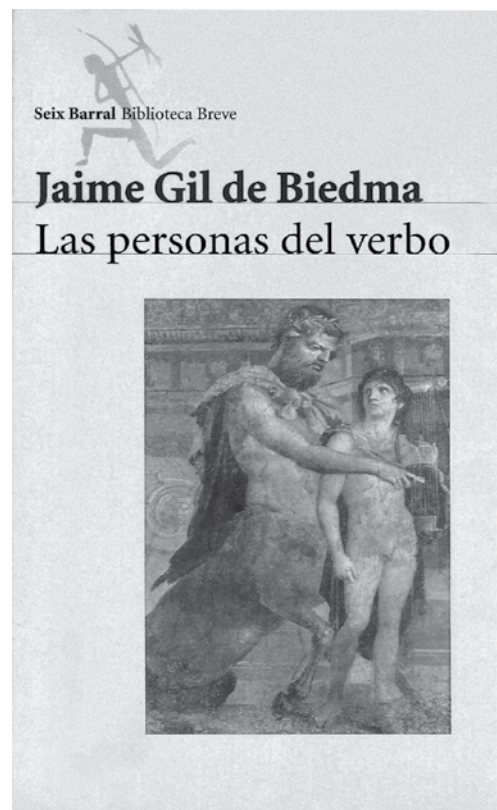 Seix Barral Biblioteca Breve
Jaime Gil de Biedma
Las personas del verbo